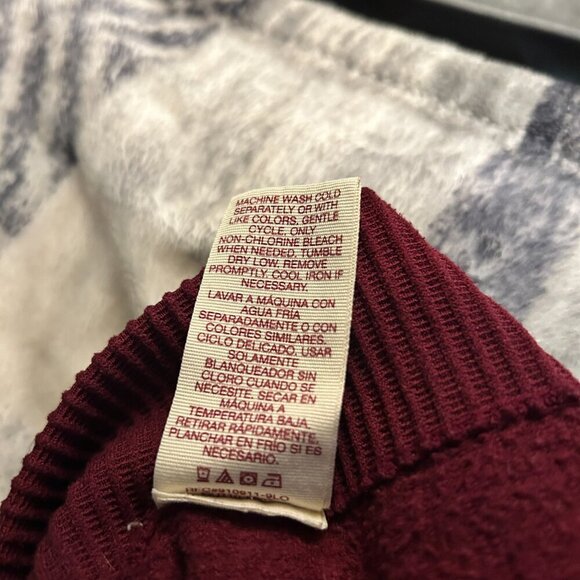 MACHINE WASH COLD
SEPARATELY OR WITH
LIKE COLORS, GENTLE
CYCLE, ONLY
NON-CHLORINE BLEACH
WHEN NEEDED, TUMBLE
DRY LOW, REMOVE
PROMPTLY, COOL IRON IF
NECESSARY.
LAVAR A MÁQUINA CON
AGUA FRÍA
SEPARADAMENTE O CON
COLORES SIMILARES.
CICLO DELICADO. USAR
SOLAMENTE
BLANQUEADOR SIN
CLORO CUANDO SE
NECESITE. SECAR EN
MÁQUINA A
TEMPERATURA BAJA.
RETIRAR RÁPIDAMENTE.
PLANCHAR EN FRÍO SI ES
NECESARIO.